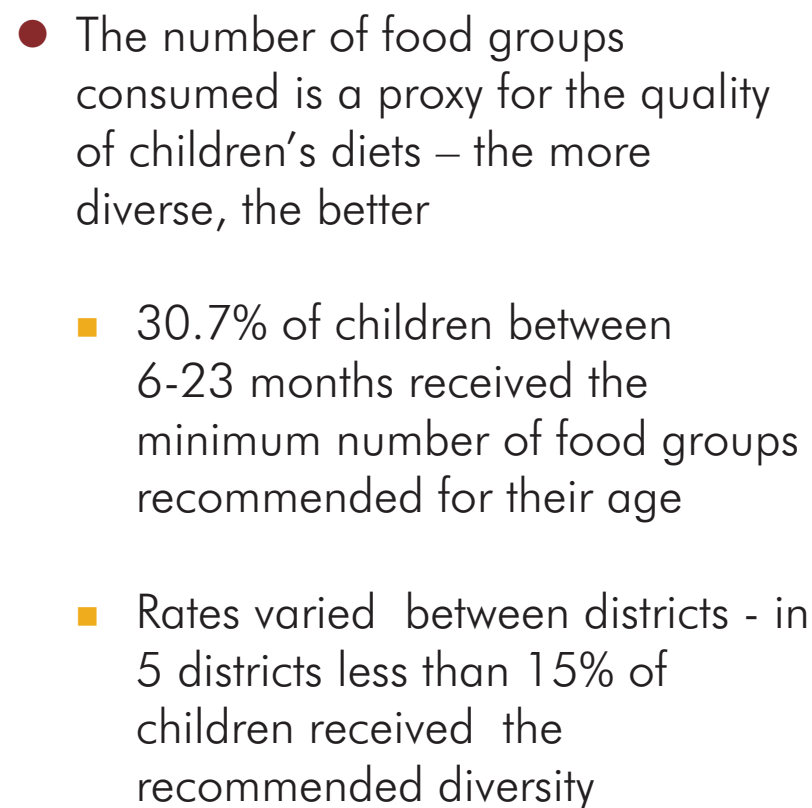 The number of food groups
consumed is a proxy for the quality
of children’s diets – the more
diverse, the better
30.7% of children between
6-23 months received the
minimum number of food groups
recommended for their age
Rates varied  between districts - in
5 districts less than 15% of
children received  the
recommended diversity